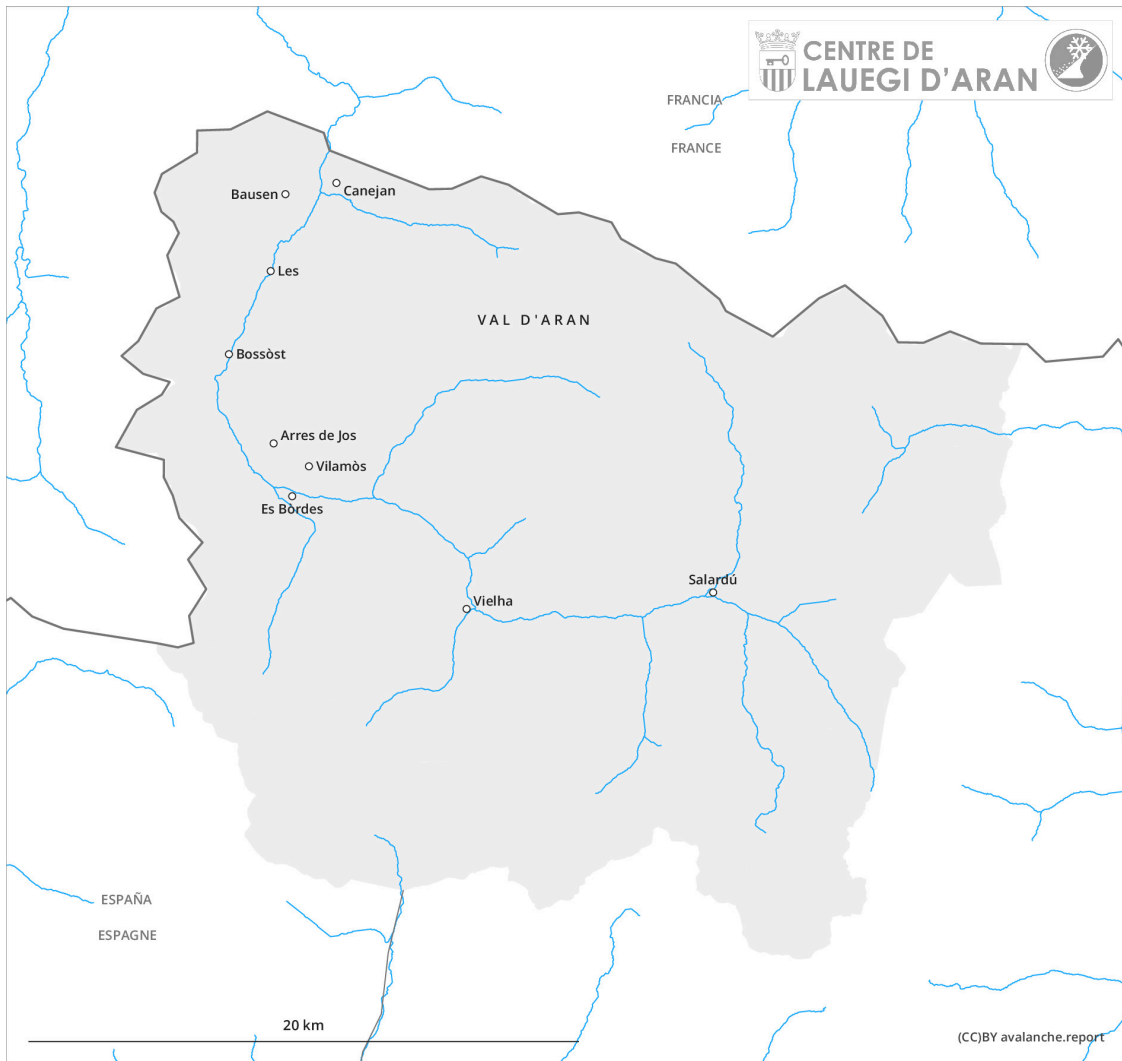 CENTRE DE
LAUEGI D'ARAN
FRANCIA
FRANCE
Bausen
Canejan
Les
VAL D'ARAN
Bossòst
Arres de Jos
Vilamòs
Es Bòrdes
Salardú
Vielha
ESPAÑA
ESPAGNE
20 km
(CC)BY avalanche.report